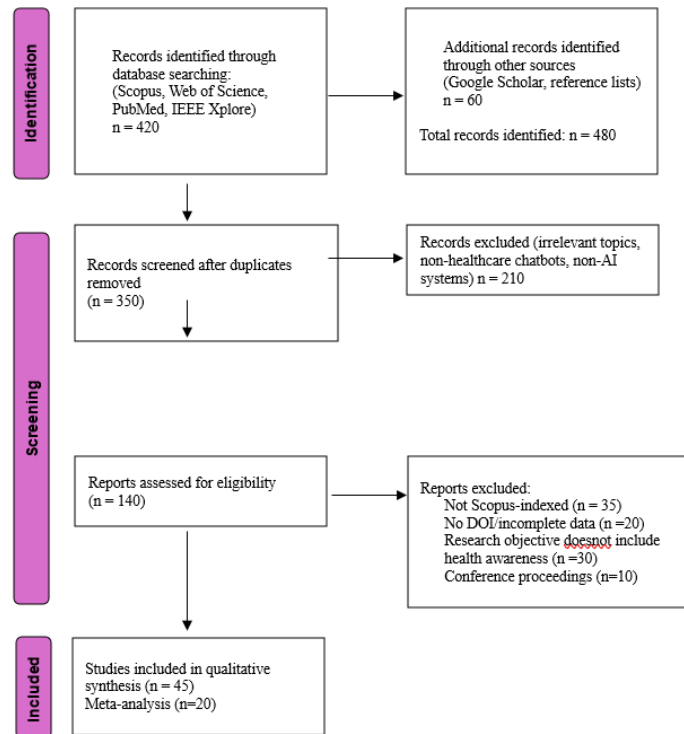 Identification
Records identified through
database searching:
(Scopus, Web of Science,
PubMed, IEEE Xplore)
n = 420
Additional records identified
through other sources
(Google Scholar, reference lists)
n = 60
Total records identified: n = 480
Screening
Records screened after duplicates
removed
(n = 350)
Records excluded (irrelevant topics,
non-healthcare chatbots, non-AI
systems) n = 210
Reports assessed for eligibility
(n = 140)
Reports excluded:
Not Scopus-indexed (n = 35)
No DOI/incomplete data (n =20)
Research objective doesnot include
health awareness (n =30)
Conference proceedings (n=10)
Included
Studies included in qualitative
synthesis (n = 45)
Meta-analysis (n=20)